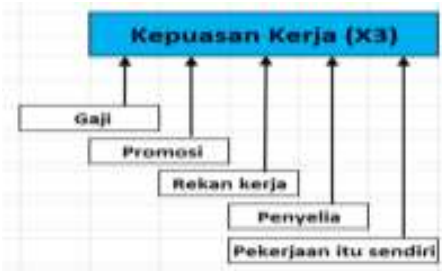 Kepuasan Kerja (X3)
Gaji
Promosi
Rekan kerja
Penyelia
Pekerjaan itu sendiri